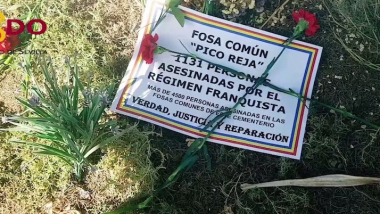 DO
FOSA COMÚN
"PICO REJA"
1131 PERSONAS
ASESINADAS POR EL
RÉGIMEN FRANQUISTA
MÁS DE 4500 PERSONAS ASESINADAS EN LAS
FOSAS COMUNES DE ESTE CEMENTERIO
VERDAD, JUSTICIA Y REPARACIÓN